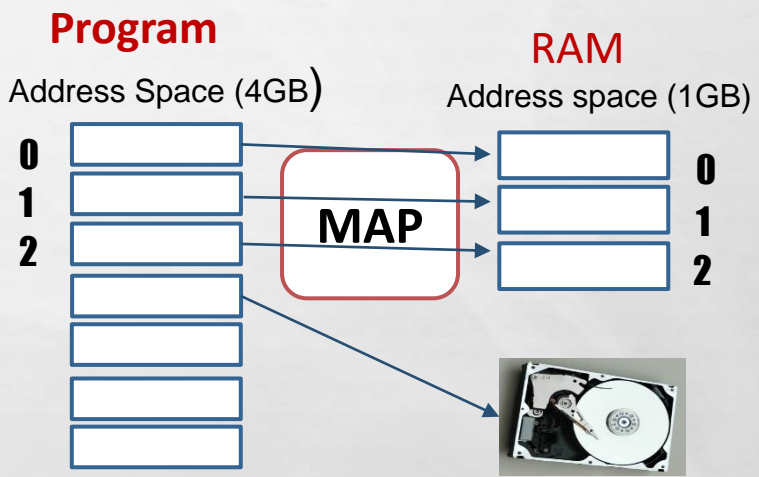 Program
Address Space (4GB)
0
1
2
MAP
RAM
Address space (1GB)
0
1
2